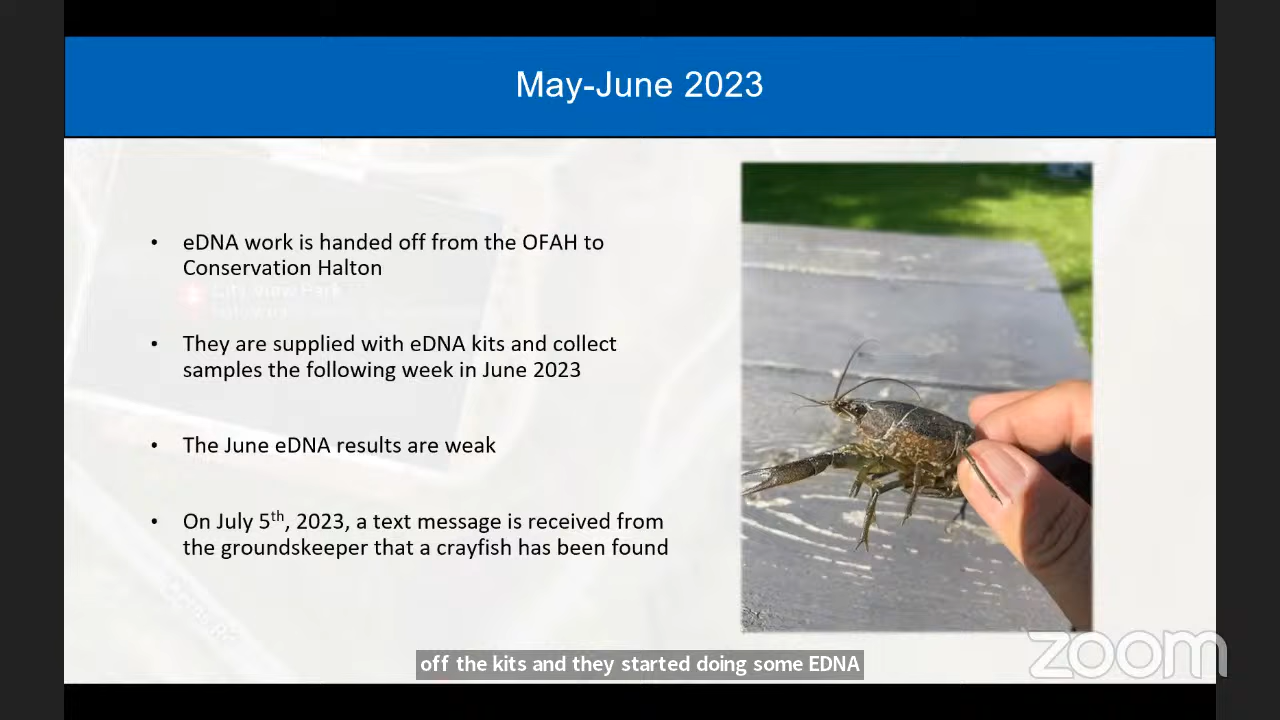 May-June 2023
• eDNA work is handed off from the OFAH to
Conservation Halton
• They are supplied with eDNA kits and collect
samples the following week in June 2023
• The June eDNA results are weak
• On July 5th, 2023, a text message is received from
the groundskeeper that a crayfish has been found
City View Park
off the kits and they started doing some EDNA
zoom